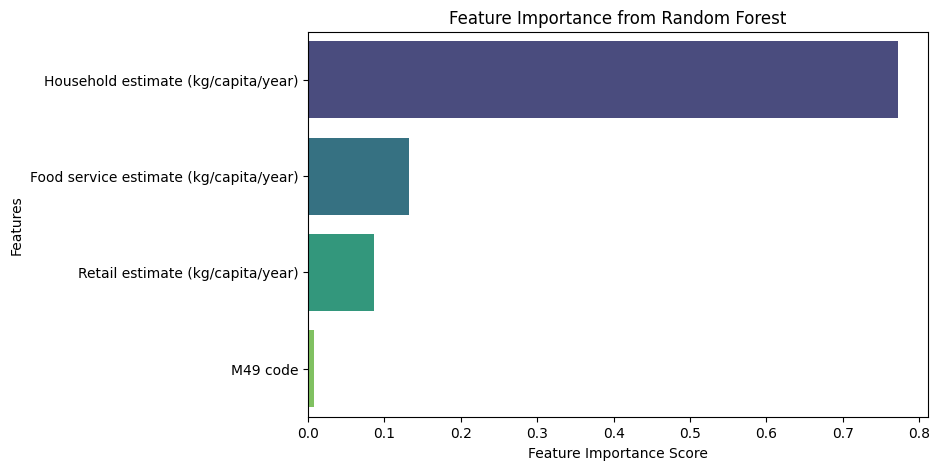 Feature Importance from Random Forest
Features
Household estimate (kg/capita/year)
Food service estimate (kg/capita/year)
Retail estimate (kg/capita/year)
M49 code
0.0 0.1 0.2 0.3 0.4 0.5 0.6 0.7 0.8
Feature Importance Score